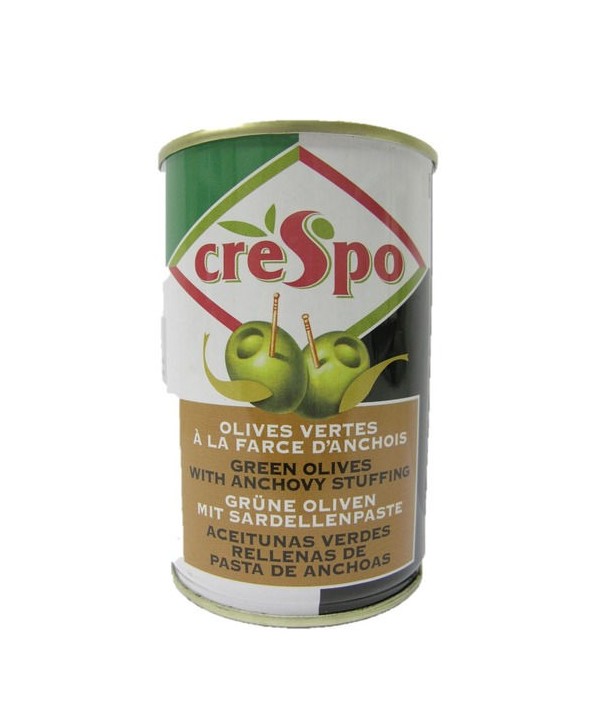 creSpo
OLIVES VERTES
À LA FARCE D'ANCHOIS
GREEN OLIVES
WITH ANCHOVY STUFFING
GRÜNE OLIVEN
MIT SARDELLENPASTE
ACEITUNAS VERDES
RELLENAS DE
PASTA DE ANCHOAS